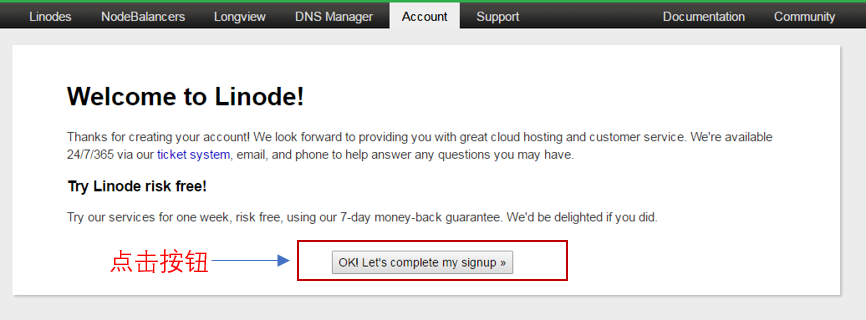 Linodes NodeBalancers Longview DNS Manager Account Support Documentation Community
Welcome to Linode!
Thanks for creating your account! We look forward to providing you with great cloud hosting and customer service. We're available
24/7/365 via our ticket system, email, and phone to help answer any questions you may have.
Try Linode risk free!
Try our services for one week, risk free, using our 7-day money-back guarantee. We'd be delighted if you did.
点击按钮 OK! Let's complete my signup »